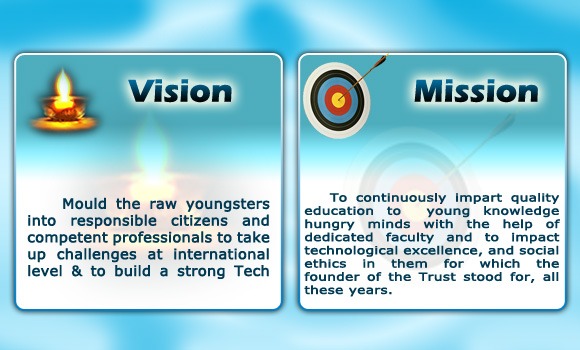 Vision
Mould the raw youngsters
into responsible citizens and
competent professionals to take
up challenges at international
level & to build a strong Tech
Mission
To continuously impart quality
education to young knowledge
hungry minds with the help of
dedicated faculty and to impact
technological excellence, and social
ethics in them for which the
founder of the Trust stood for, all
these years.